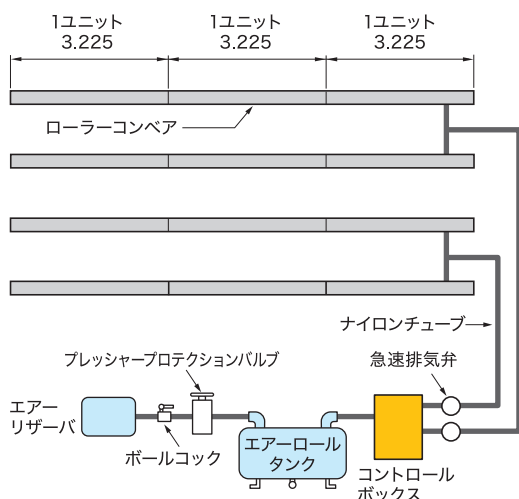 1ユニット
3.225
1ユニット
3.225
1ユニット
3.225
ローラーコンベア
ナイロンチューブ
プレッシャープロテクションバルブ
急速排気弁
エアー
リザーバ
ボールコック
エアーロール
タンク
コントロール
ボックス